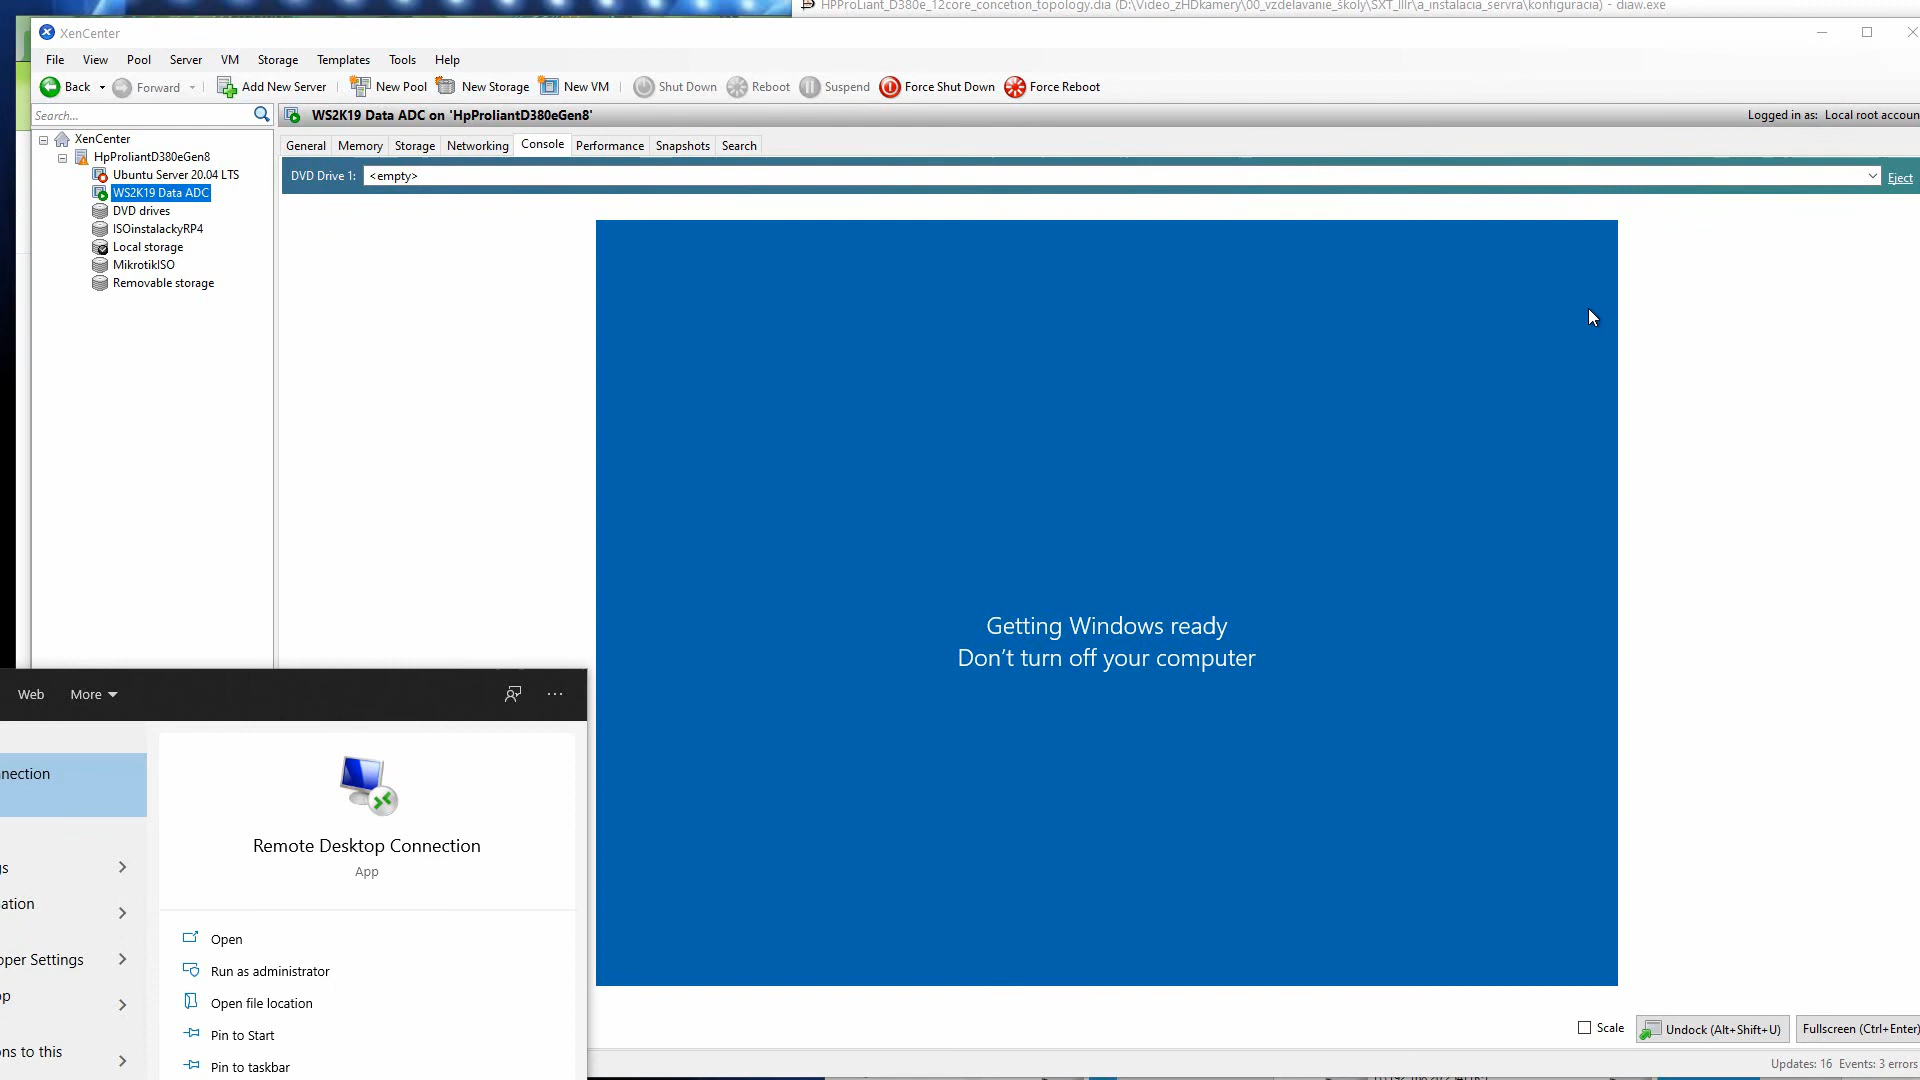 HPProLiant_D380e_12core_concetion_topology.dia (D:\Video_zHDkamery\00_vzdelavanie_školy\SXT_IIIr\a_instalacia_servra\konfiguracia) - diaw.exe
XenCenter
File View Pool Server VM Storage Templates Tools Help
Back Forward Add New Server New Pool New Storage New VM Shut Down Reboot Suspend Force Shut Down Force Reboot
Search...
WS2K19 Data ADC on 'HpProliantD380eGen8'
Logged in as: Local root accoun
XenCenter
HpProliantD380eGen8
Ubuntu Server 20.04 LTS
WS2K19 Data ADC
DVD drives
ISOinstalackyRP4
Local storage
MikrotikISO
Removable storage
General Memory Storage Networking Console Performance Snapshots Search
DVD Drive 1: <empty> Eject
Getting Windows ready
Don't turn off your computer
Web More
nection
gs
ation
oper Settings
op
ons to this
Remote Desktop Connection
App
Open
Run as administrator
Open file location
Pin to Start
Pin to taskbar
Scale Undock (Alt+Shift+U) Fullscreen (Ctrl+Enter)
Updates: 16 Events: 3 errors